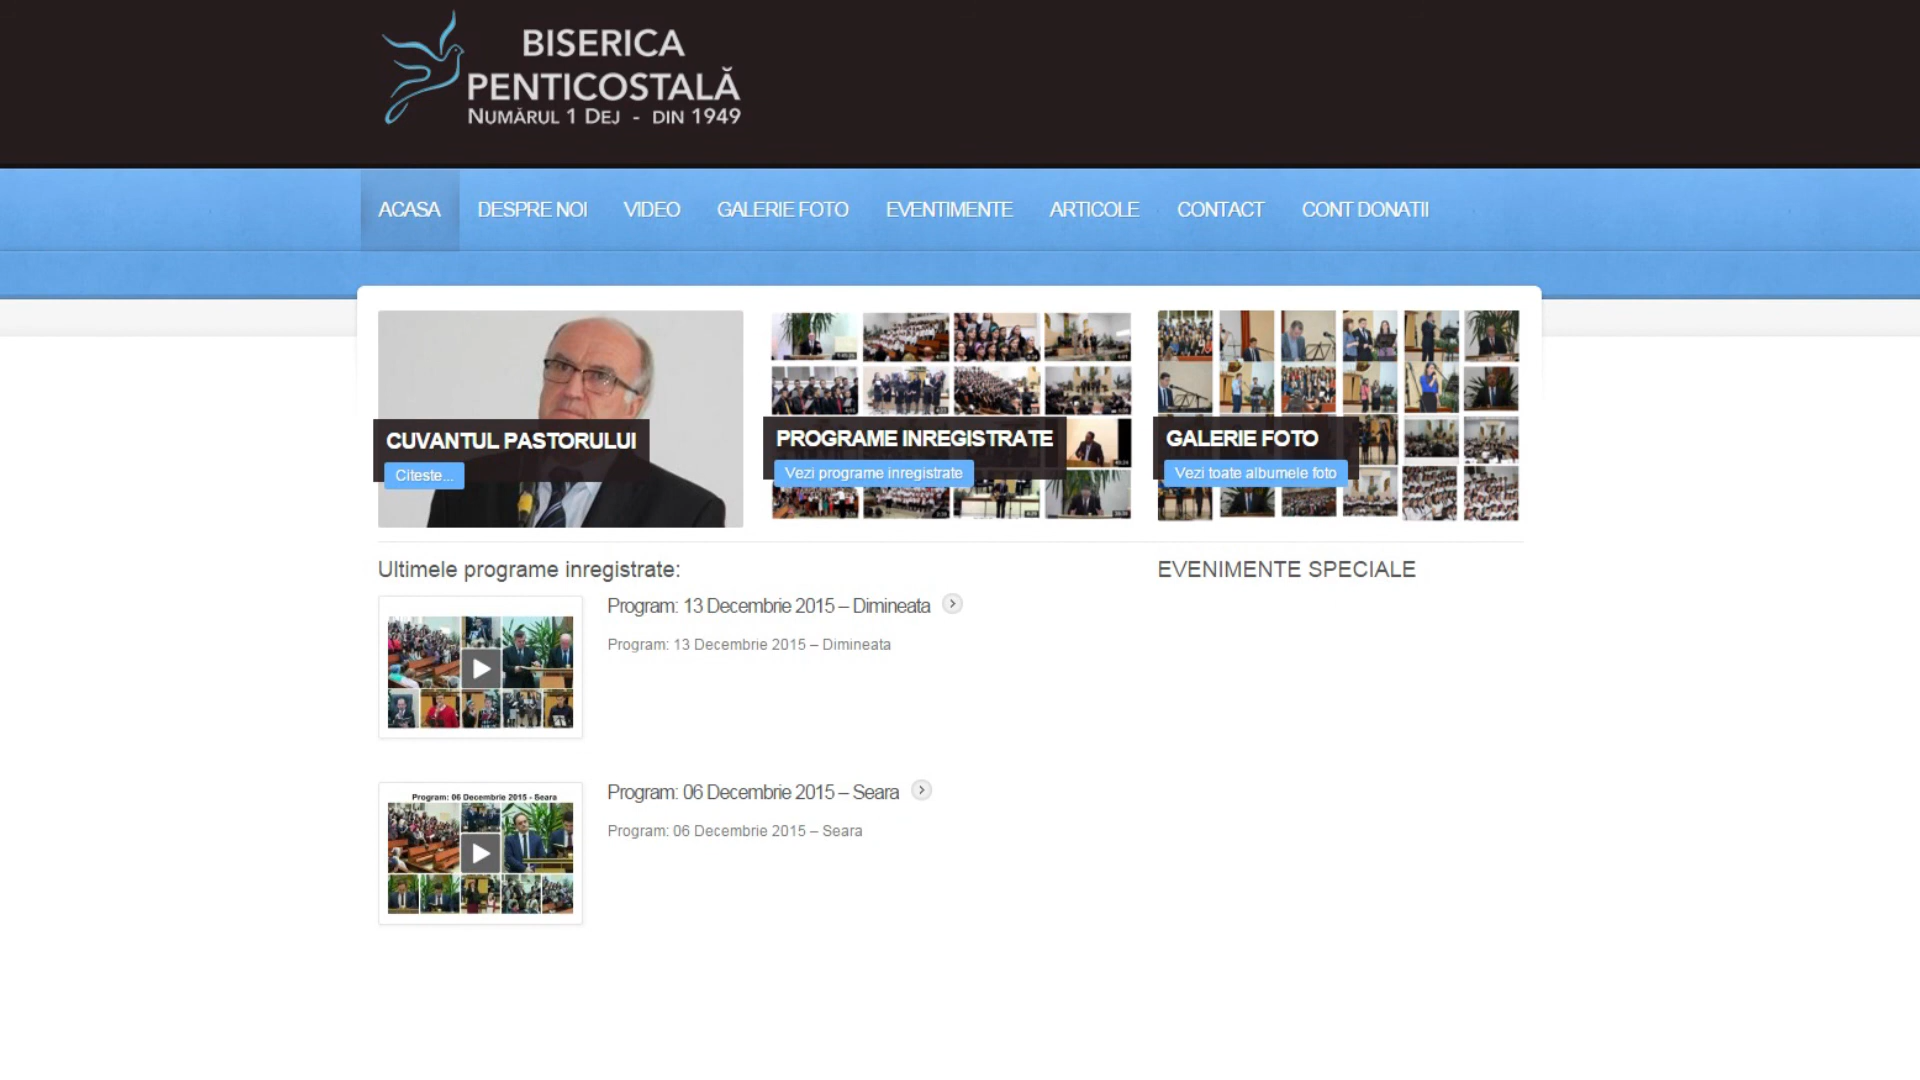 BISERICA
PENTICOSTALĂ
NUMĂRUL 1 DEJ - DIN 1949
ACASA DESPRE NOI VIDEO GALERIE FOTO EVENTIMENTE ARTICOLE CONTACT CONT DONATII
CUVANTUL PASTORULUI
Citeste...
PROGRAME INREGISTRATE
Vezi programe inregistrate
GALERIE FOTO
Vezi toate albumele foto
Ultimele programe inregistrate:
EVENIMENTE SPECIALE
Program: 13 Decembrie 2015 – Dimineata
Program: 13 Decembrie 2015 – Dimineata
Program: 06 Decembrie 2015 - Seara
Program: 06 Decembrie 2015 – Seara
Program: 06 Decembrie 2015 – Seara